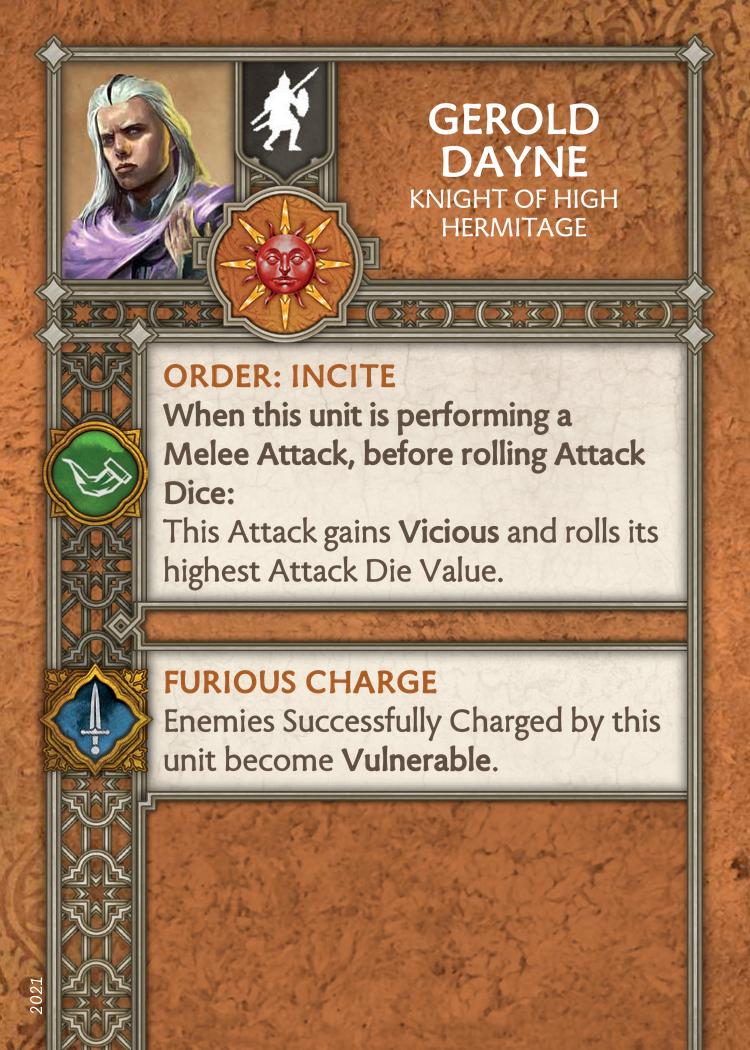 GEROLD
DAYNE
KNIGHT OF HIGH
HERMITAGE
ORDER: INCITE
When this unit is performing a
Melee Attack, before rolling Attack
Dice:
This Attack gains Vicious and rolls its
highest Attack Die Value.
FURIOUS CHARGE
Enemies Successfully Charged by this
unit become Vulnerable.
2021